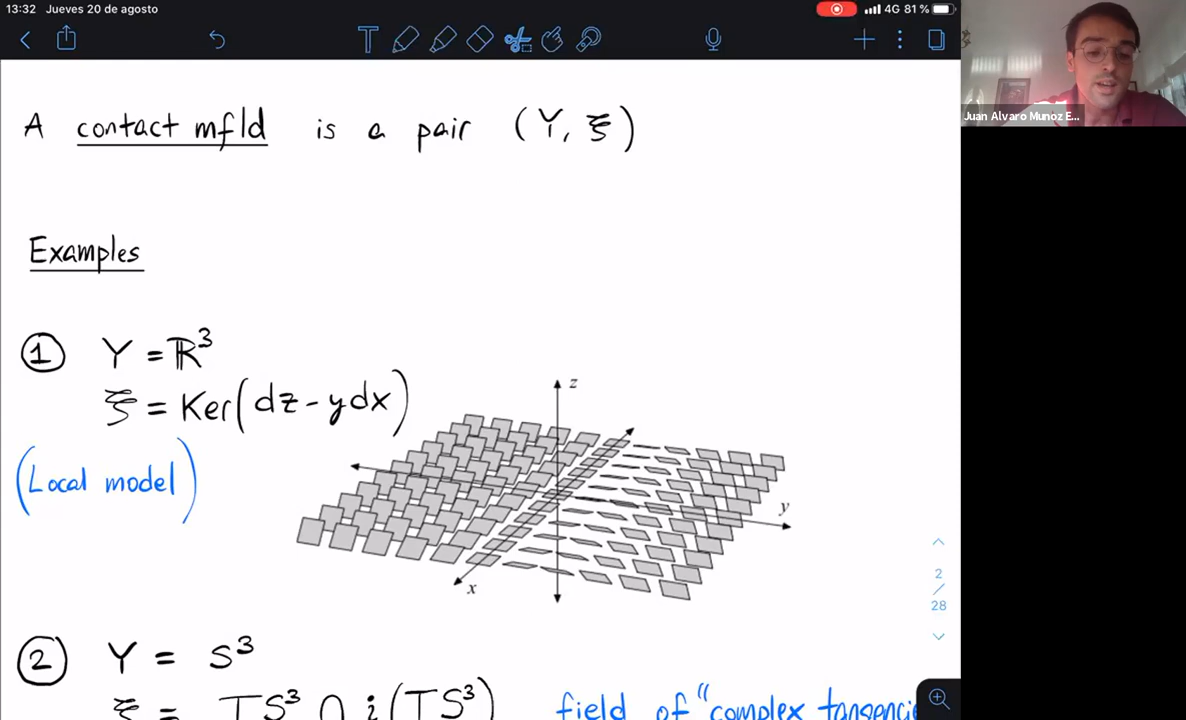 13:32 Jueves 20 de agosto
4G 81 %
Juan Alvaro Munoz E...
A contact mfld is a pair (Y, ξ)
Examples
① Y = ℝ³
ξ = Ker(dz - ydx)
(Local model)
z
y
x
2
/
28
② Y = S³
ξ = TS³ ∩ i(TS³) field of "complex